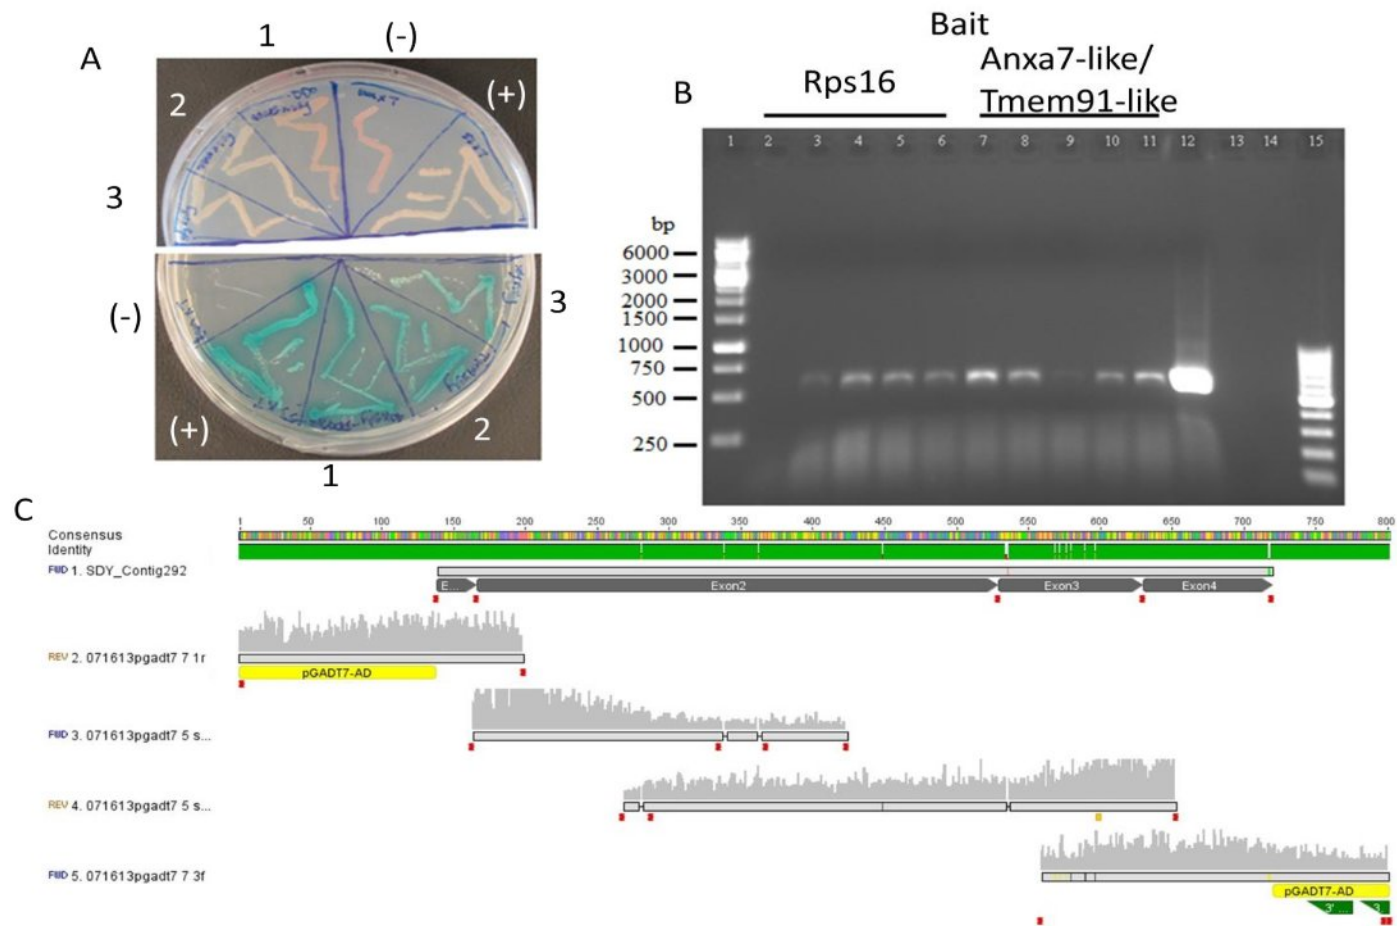 A
1
(-)
2
(+)
3
(-)
3
(+)
2
1
Bait
Rps16
Anxa7-like/
Tmem91-like
B
1 2 3 4 5 6 7 8 9 10 11 12 13 14 15
bp
6000
3000
2000
1500
1000
750
500
250
C
1 50 100 150 200 250 300 350 400 450 500 550 600 650 700 750 800
Consensus
Identity
FWD 1. SDY_Contig292
E... Exon2 Exon3 Exon4
REV 2. 071613pgadt7 7 1r
pGADT7-AD
FWD 3. 071613pgadt7 5 s...
REV 4. 071613pgadt7 5 s...
FWD 5. 071613pgadt7 7 3f
pGADT7-AD
3' ... 3.